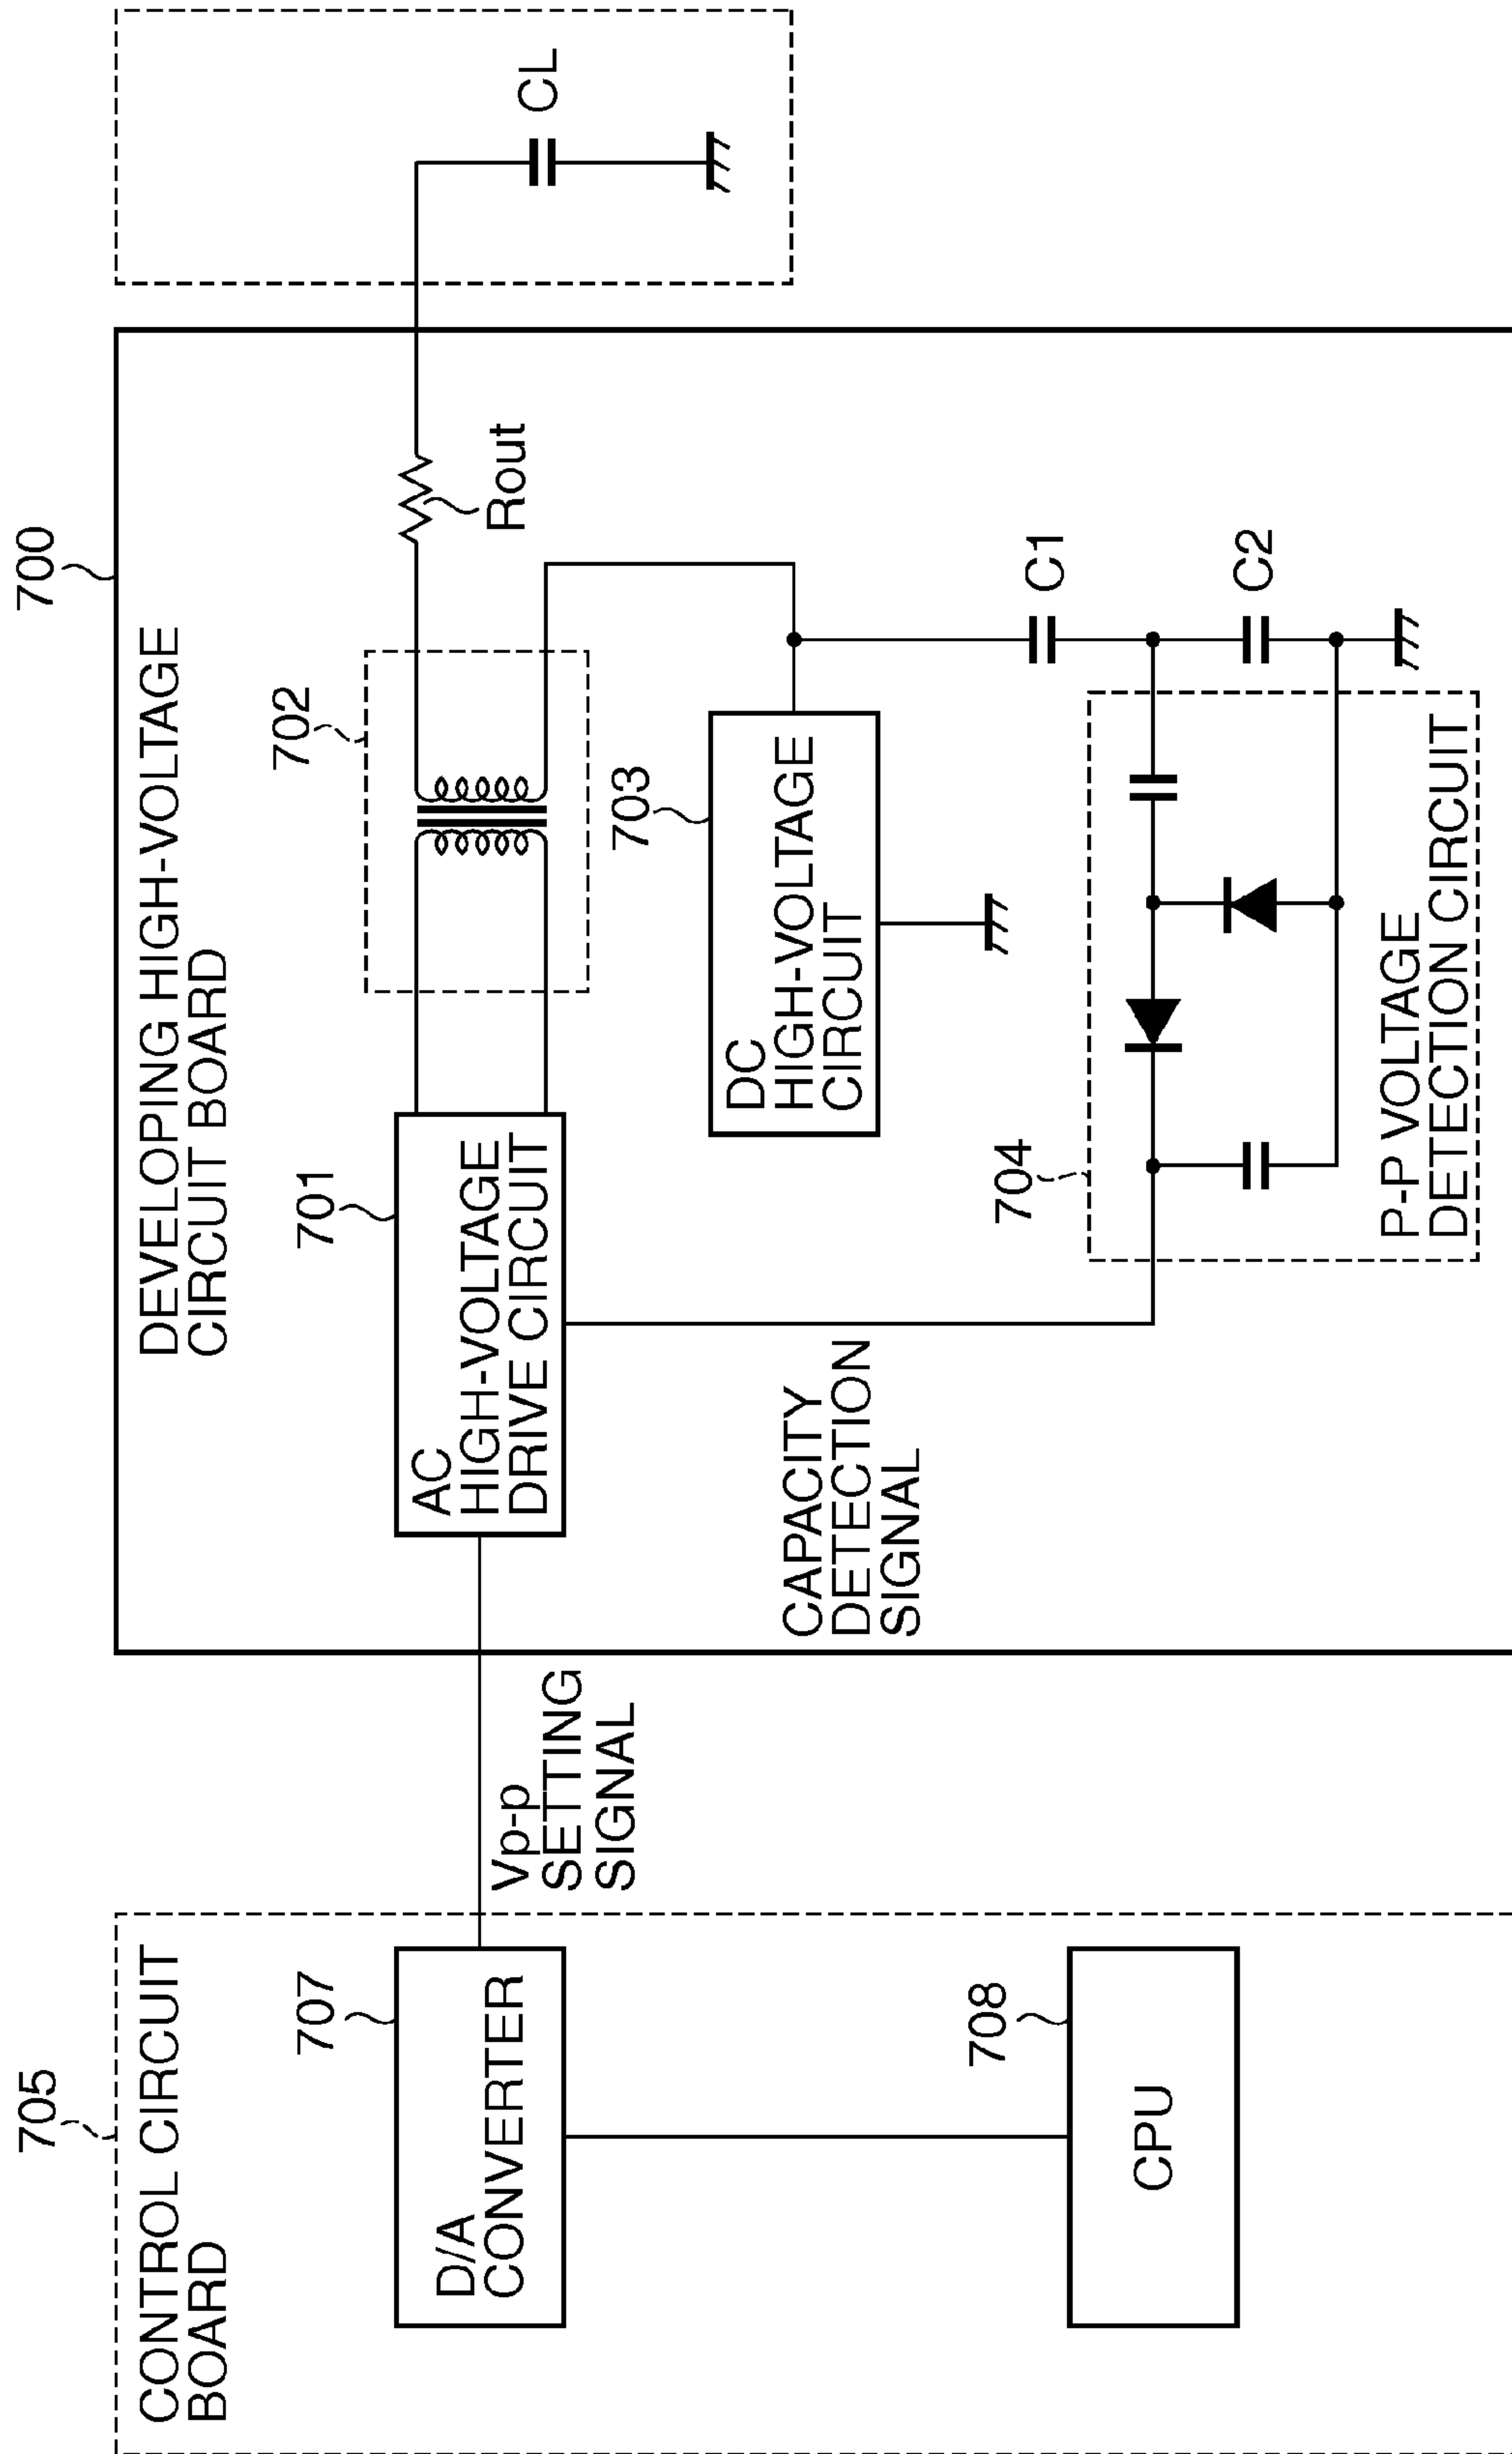 705
CONTROL CIRCUIT
BOARD
707
D/A
CONVERTER
708
CPU
Vp-p
SETTING
SIGNAL
700
DEVELOPING HIGH-VOLTAGE
CIRCUIT BOARD
701
AC
HIGH-VOLTAGE
DRIVE CIRCUIT
702
Rout
703
DC
HIGH-VOLTAGE
CIRCUIT
CAPACITY
DETECTION
SIGNAL
704
P-P VOLTAGE
DETECTION CIRCUIT
C1
C2
CL